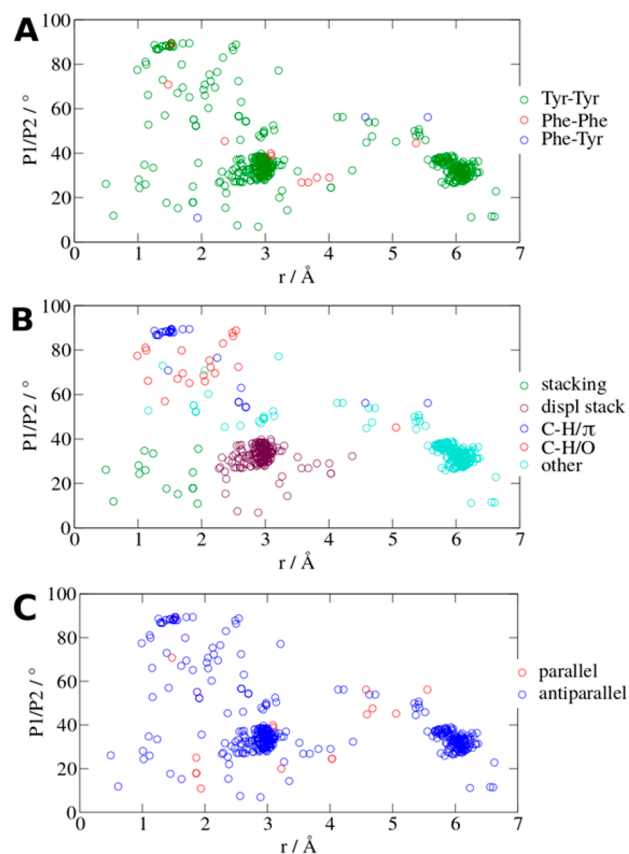 A
100
80
60
40
20
0
P1/P2 / °
0 1 2 3 4 5 6 7
r / Å
Tyr-Tyr
Phe-Phe
Phe-Tyr
B
100
80
60
40
20
0
P1/P2 / °
0 1 2 3 4 5 6 7
r / Å
stacking
displ stack
C-H/π
C-H/O
other
C
100
80
60
40
20
0
P1/P2 / °
0 1 2 3 4 5 6 7
r / Å
parallel
antiparallel